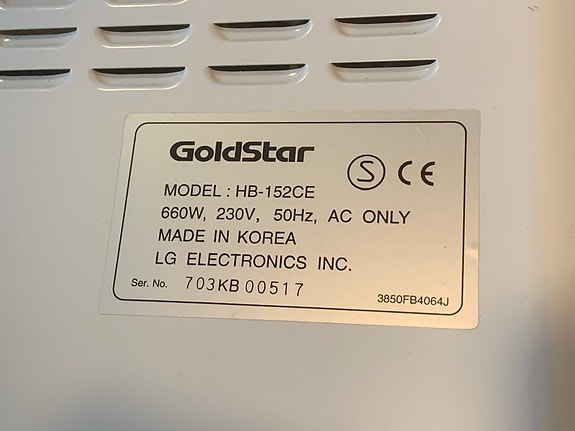 GoldStar
S CE
MODEL : HB-152CE
660W, 230V, 50Hz, AC ONLY
MADE IN KOREA
LG ELECTRONICS INC.
Ser. No. 703KB00517
3850FB4064J